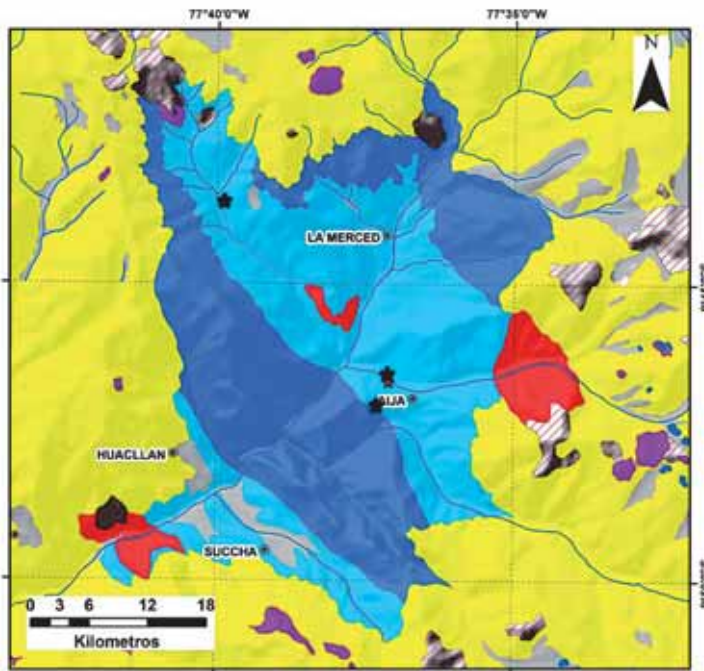 77°40'0"W
77°35'0"W
N
LA MERCED
AIJA
HUACLLAN
SUCCHA
0 3 6 12 18
Kilometros